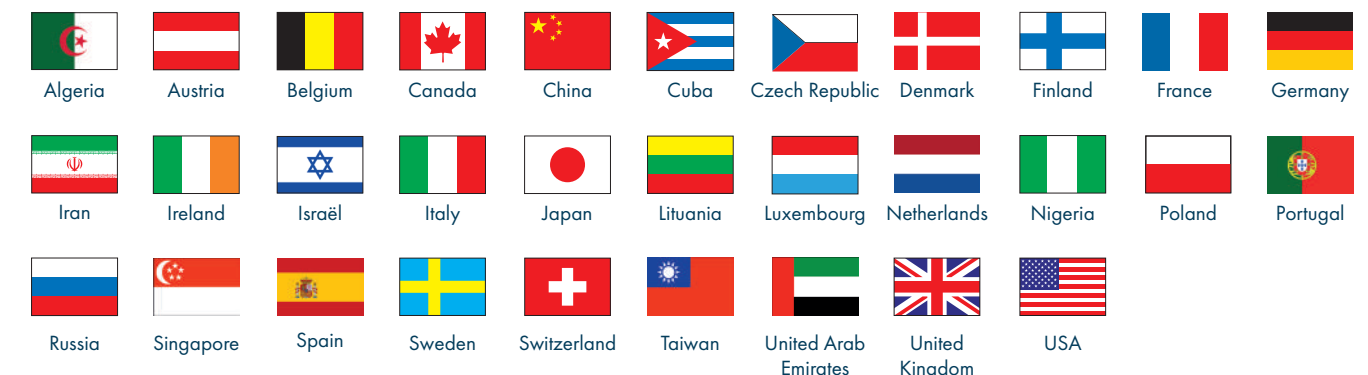 Algeria
Austria
Belgium
Canada
China
Cuba
Czech Republic
Denmark
Finland
France
Germany
Iran
Ireland
Israël
Italy
Japan
Lituania
Luxembourg
Netherlands
Nigeria
Poland
Portugal
Russia
Singapore
Spain
Sweden
Switzerland
Taiwan
United Arab
Emirates
United
Kingdom
USA